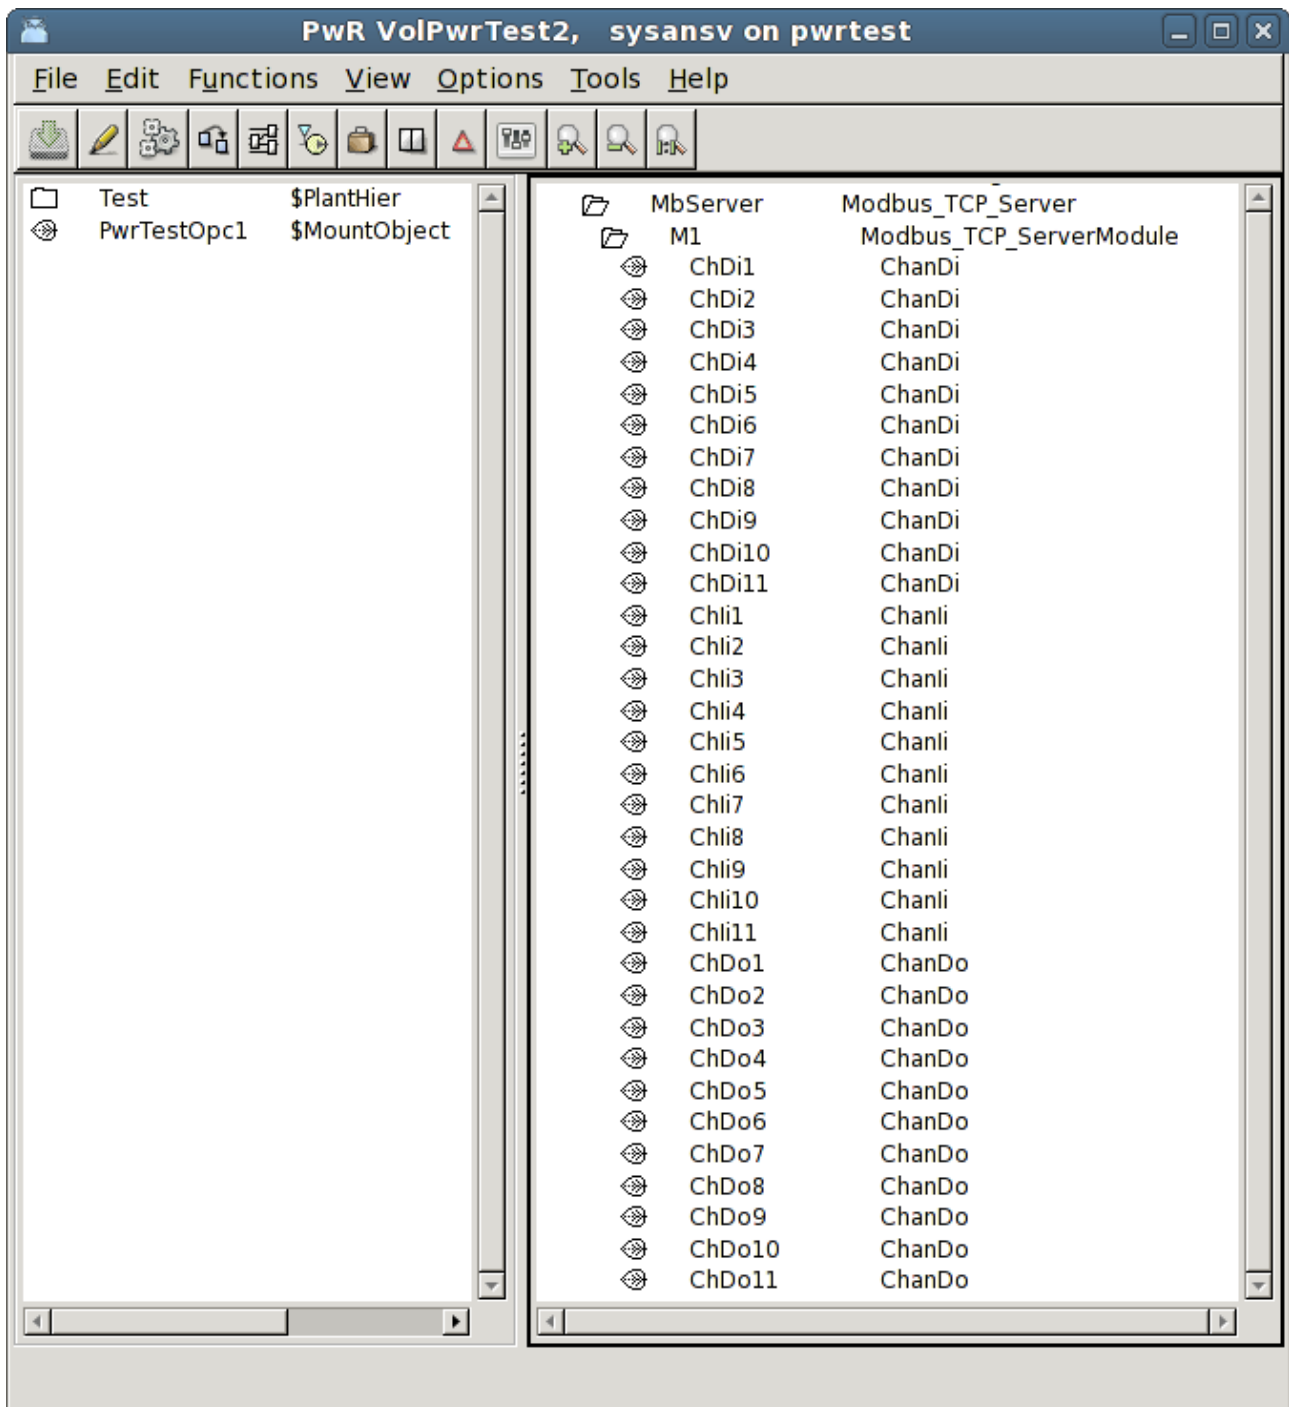 PwR VolPwrTest2, sysansv on pwrtest
File Edit Functions View Options Tools Help
Test $PlantHier
PwrTestOpc1 $MountObject
MbServer Modbus_TCP_Server
M1 Modbus_TCP_ServerModule
ChDi1 ChanDi
ChDi2 ChanDi
ChDi3 ChanDi
ChDi4 ChanDi
ChDi5 ChanDi
ChDi6 ChanDi
ChDi7 ChanDi
ChDi8 ChanDi
ChDi9 ChanDi
ChDi10 ChanDi
ChDi11 ChanDi
ChIi1 ChanIi
ChIi2 ChanIi
ChIi3 ChanIi
ChIi4 ChanIi
ChIi5 ChanIi
ChIi6 ChanIi
ChIi7 ChanIi
ChIi8 ChanIi
ChIi9 ChanIi
ChIi10 ChanIi
ChIi11 ChanIi
ChDo1 ChanDo
ChDo2 ChanDo
ChDo3 ChanDo
ChDo4 ChanDo
ChDo5 ChanDo
ChDo6 ChanDo
ChDo7 ChanDo
ChDo8 ChanDo
ChDo9 ChanDo
ChDo10 ChanDo
ChDo11 ChanDo